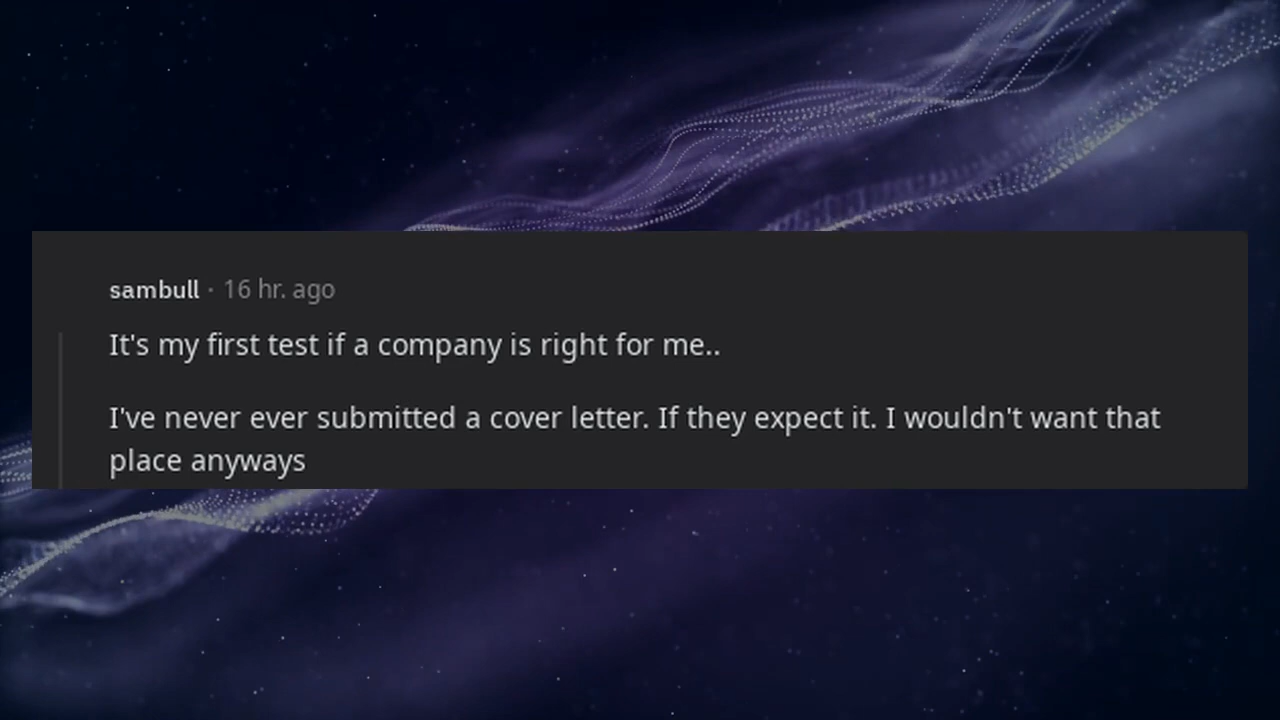 sambull · 16 hr. ago
It's my first test if a company is right for me..
I've never ever submitted a cover letter. If they expect it. I wouldn't want that
place anyways